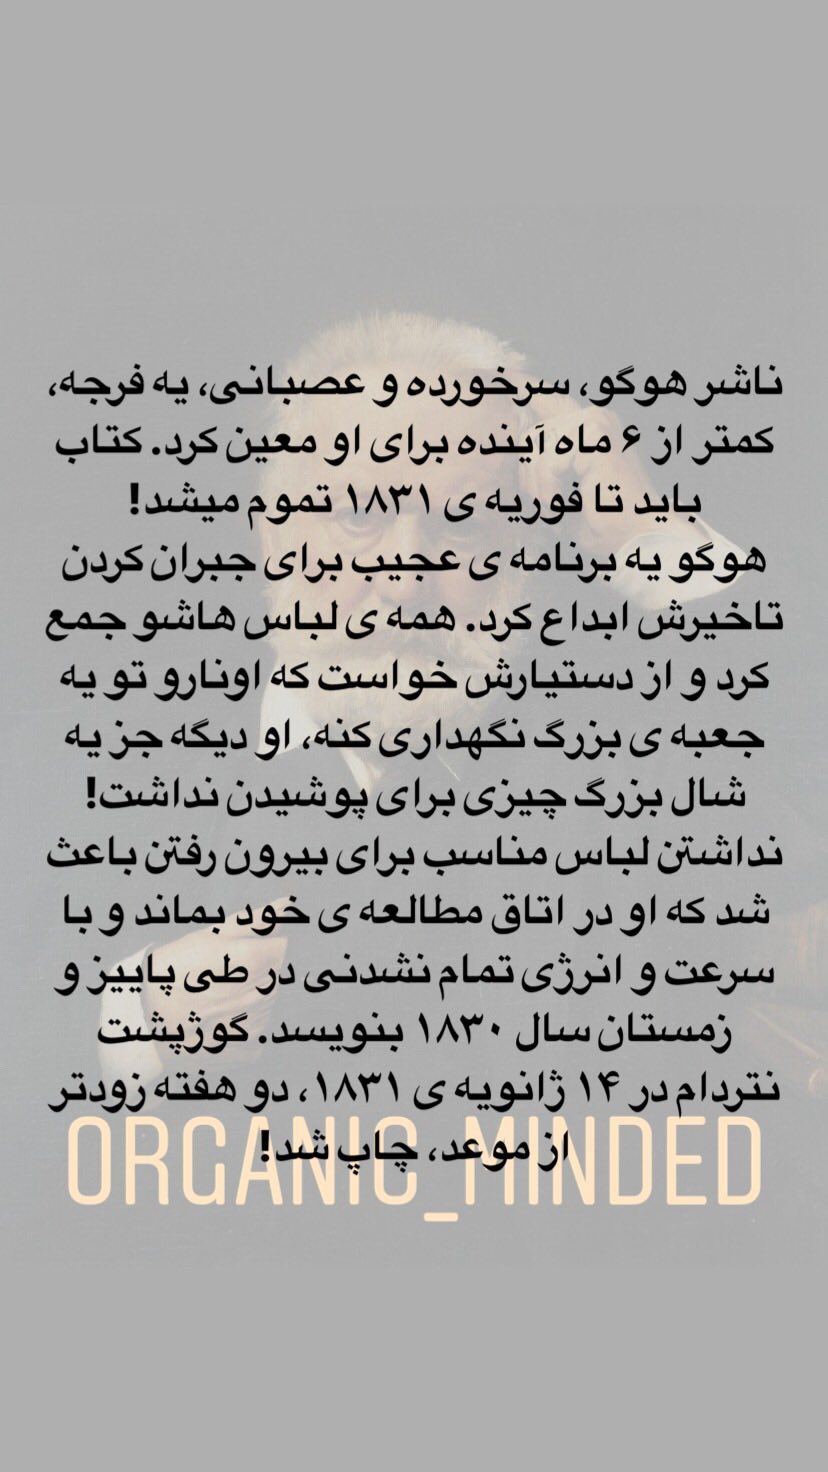 ناشر هوگو، سرخورده و عصبانی، یه فرجه،
کمتر از ۶ ماه آینده برای او معین کرد. کتاب
باید تا فوریه ی ۱۸۳۱ تموم میشد!
هوگو یه برنامه ی عجیب برای جبران کردن
تاخیرش ابداع کرد. همه ی لباس هاشو جمع
کرد و از دستیارش خواست که اونارو تو یه
جعبه ی بزرگ نگهداری کنه، او دیگه جز یه
شال بزرگ چیزی برای پوشیدن نداشت!
نداشتن لباس مناسب برای بیرون رفتن باعث
شد که او در اتاق مطالعه ی خود بماند و با
سرعت و انرژی تمام نشدنی در طی پاییز و
زمستان سال ۱۸۳۰ بنویسد. گوژپشت
نتردام در ۱۴ ژانویه ی ۱۸۳۱، دو هفته زودتر
از موعد، چاپ شد!
ORGANIC_MINDED